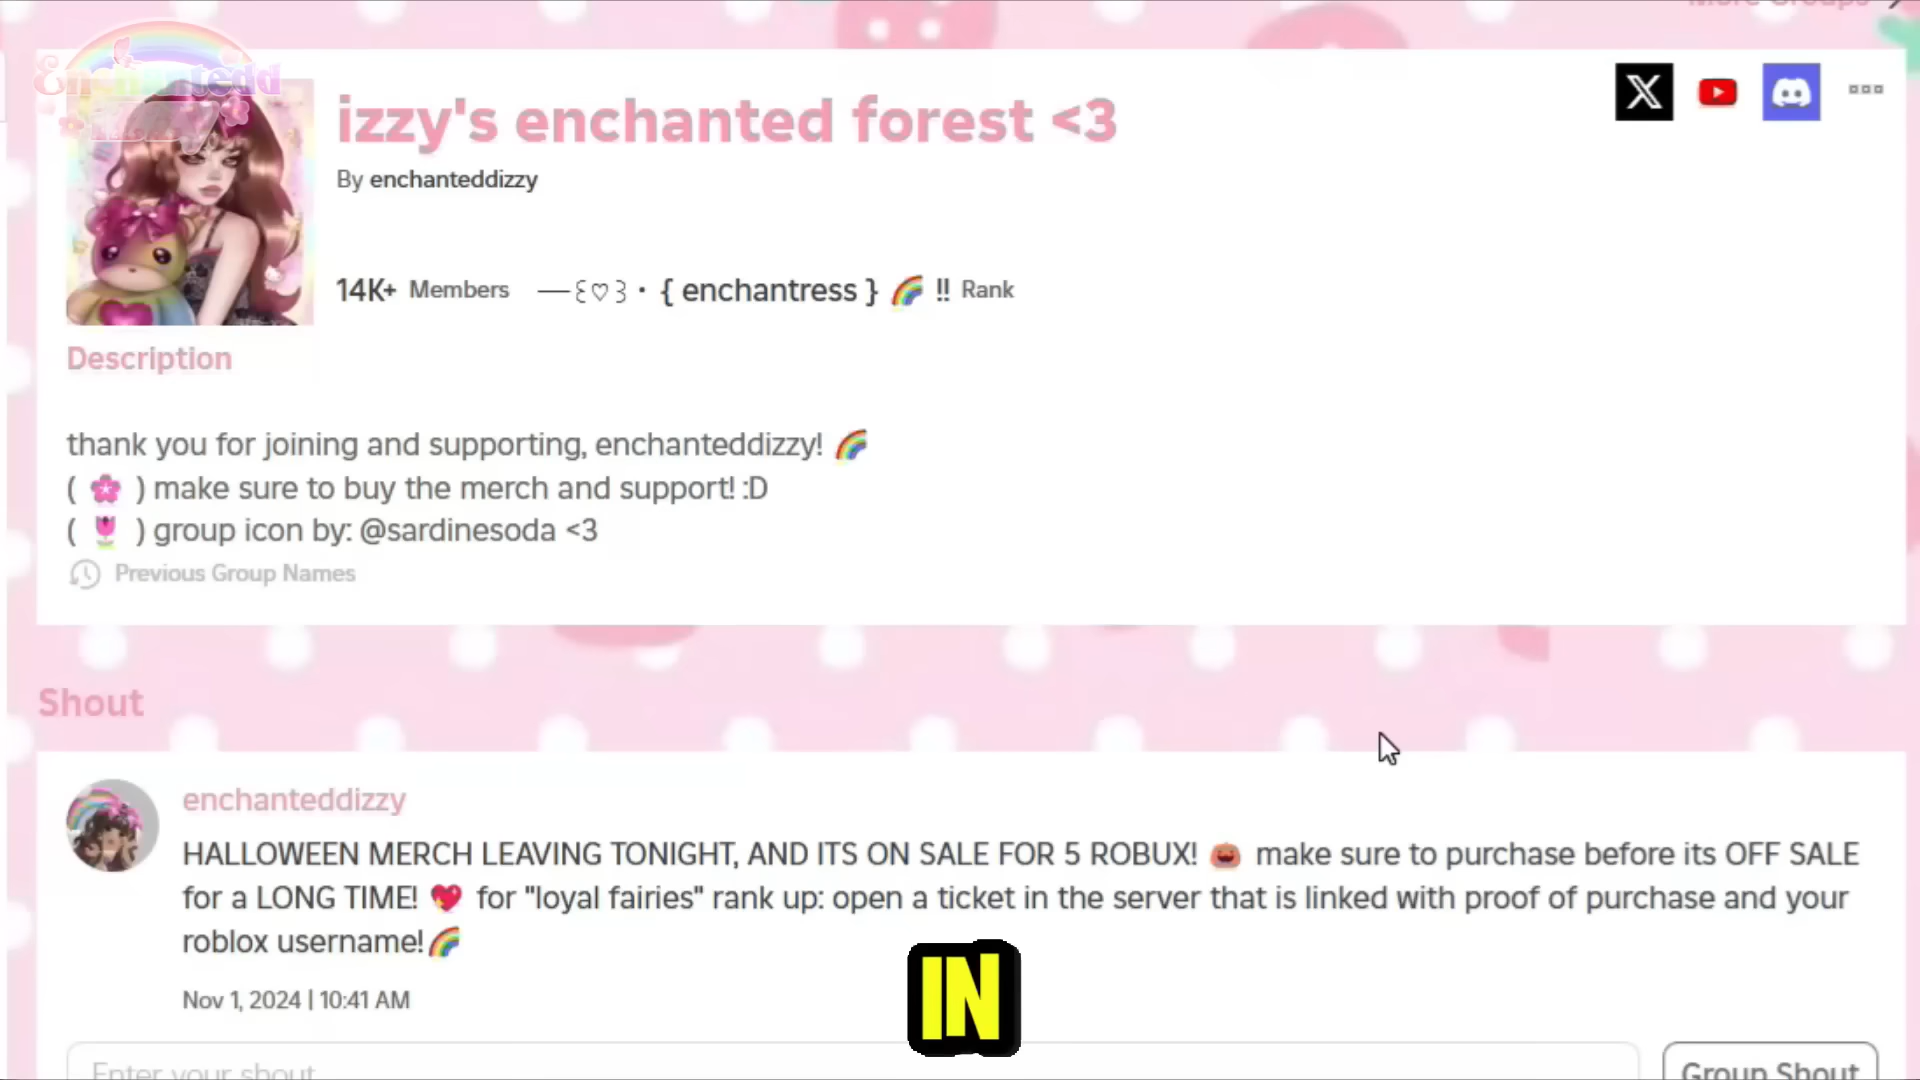 More Groups
Enchantedd
izzy's enchanted forest <3
By enchanteddizzy
14K+ Members —꒰♡꒱・{ enchantress } 🌈 ‼ Rank
Description
thank you for joining and supporting, enchanteddizzy! 🌈
( 🌸 ) make sure to buy the merch and support! :D
( 🌷 ) group icon by: @sardinesoda <3
Previous Group Names
Shout
enchanteddizzy
HALLOWEEN MERCH LEAVING TONIGHT, AND ITS ON SALE FOR 5 ROBUX! 🎃 make sure to purchase before its OFF SALE
for a LONG TIME! 💖 for "loyal fairies" rank up: open a ticket in the server that is linked with proof of purchase and your
roblox username!🌈
Nov 1, 2024 | 10:41 AM
IN
Enter your shout
Group Shout